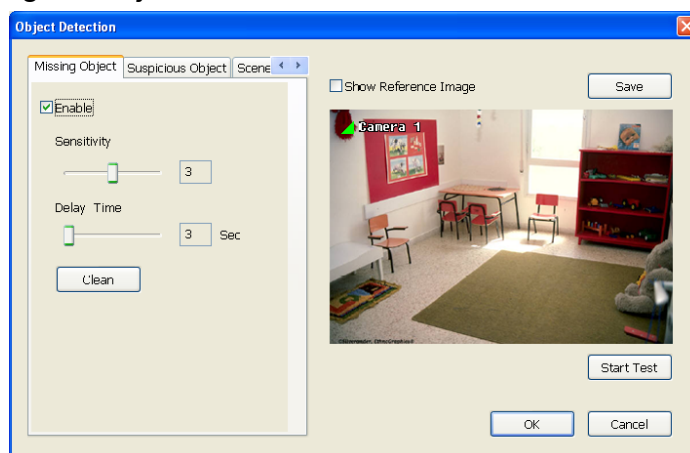 Object Detection
Missing Object
Suspicious Object
Scene
Enable
Sensitivity
3
Delay Time
3 Sec
Clean
Show Reference Image
Save
Camera 1
Start Test
OK
Cancel